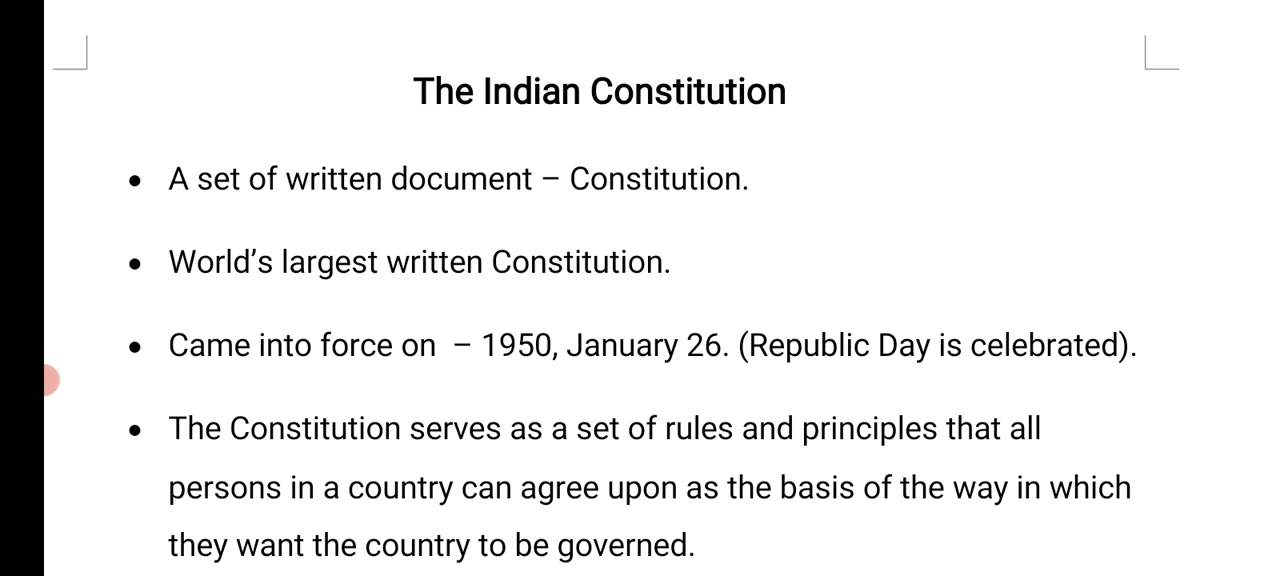 The Indian Constitution
• A set of written document – Constitution.
• World’s largest written Constitution.
• Came into force on – 1950, January 26. (Republic Day is celebrated).
• The Constitution serves as a set of rules and principles that all
persons in a country can agree upon as the basis of the way in which
they want the country to be governed.